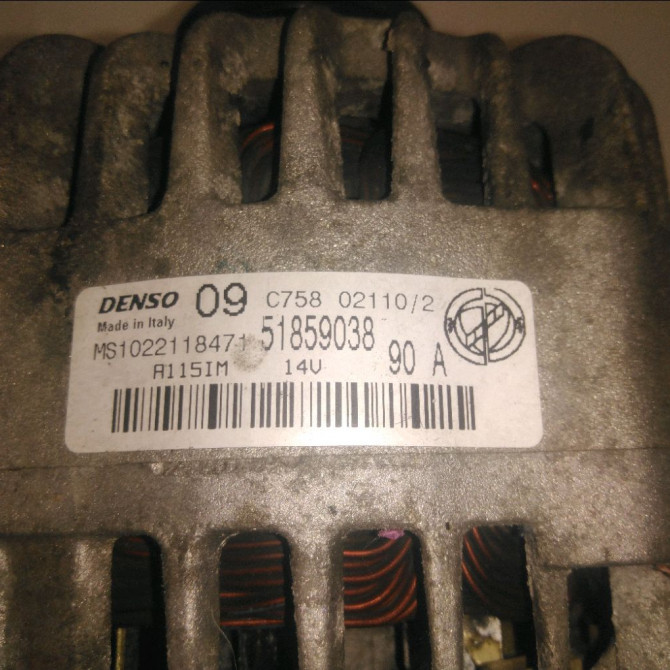 DENSO 09 C758 02110/2
Made in Italy
MS1022118471 51859038
A115IM 14V 90 A